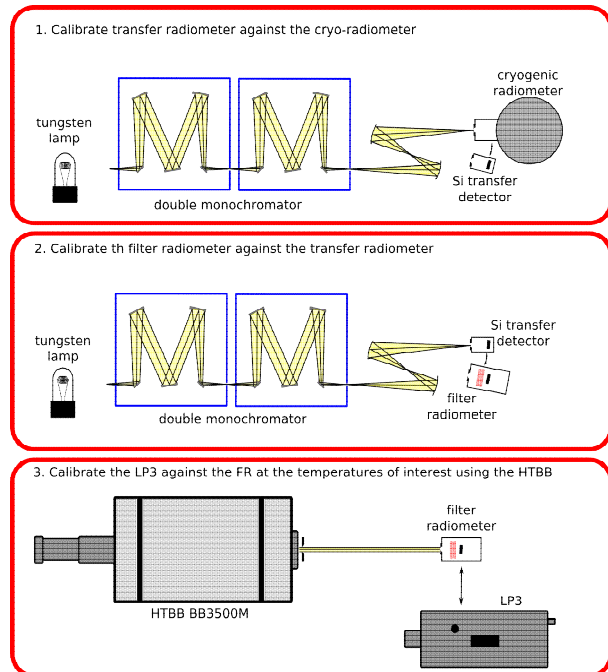 1. Calibrate transfer radiometer against the cryo-radiometer
cryogenic
radiometer
tungsten
lamp
Si transfer
detector
double monochromator
2. Calibrate th filter radiometer against the transfer radiometer
Si transfer
detector
tungsten
lamp
filter
radiometer
double monochromator
3. Calibrate the LP3 against the FR at the temperatures of interest using the HTBB
filter
radiometer
LP3
HTBB BB3500M